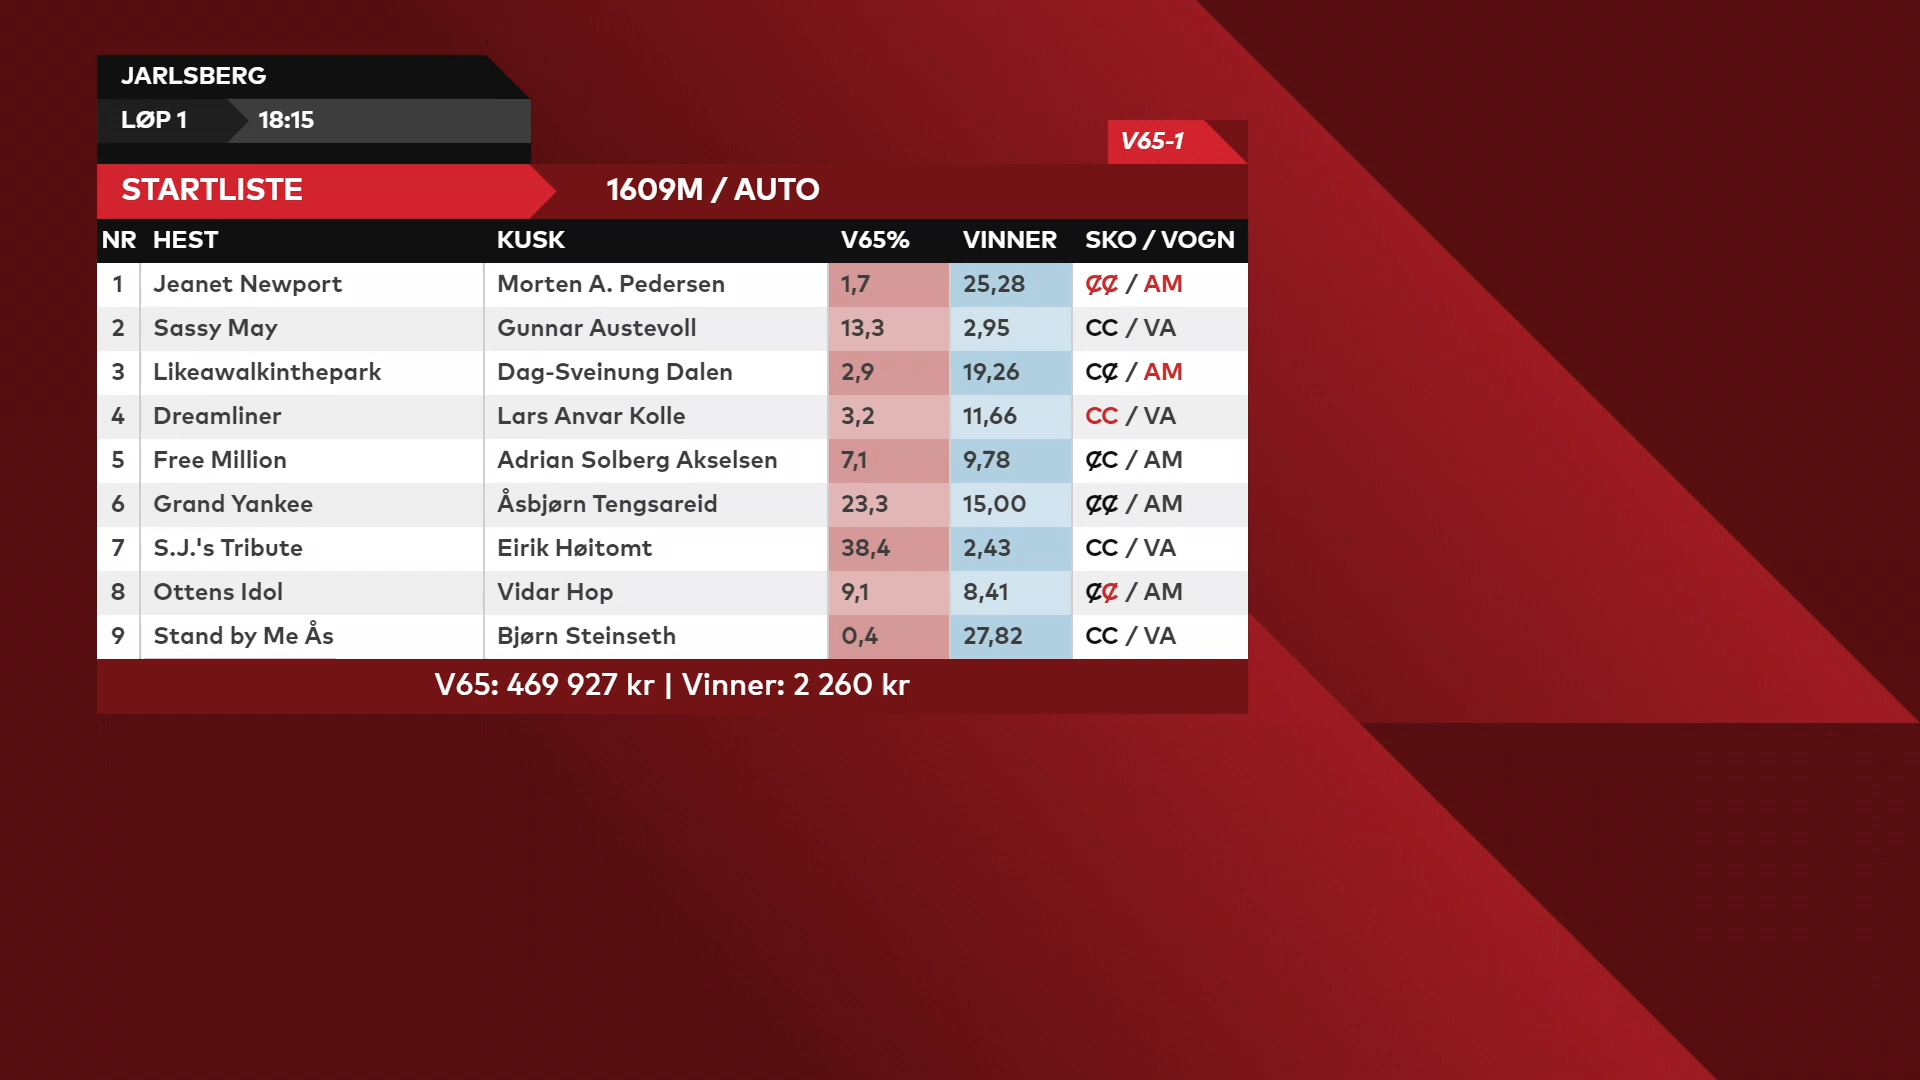 JARLSBERG
LØP 1 18:15
V65-1
STARTLISTE 1609M / AUTO
NR HEST KUSK V65% VINNER SKO / VOGN
1 Jeanet Newport Morten A. Pedersen 1,7 25,28 ȻȻ / AM
2 Sassy May Gunnar Austevoll 13,3 2,95 CC / VA
3 Likeawalkinthepark Dag-Sveinung Dalen 2,9 19,26 CȻ / AM
4 Dreamliner Lars Anvar Kolle 3,2 11,66 CC / VA
5 Free Million Adrian Solberg Akselsen 7,1 9,78 ȻC / AM
6 Grand Yankee Åsbjørn Tengsareid 23,3 15,00 ȻȻ / AM
7 S.J.'s Tribute Eirik Høitomt 38,4 2,43 CC / VA
8 Ottens Idol Vidar Hop 9,1 8,41 ȻȻ / AM
9 Stand by Me Ås Bjørn Steinseth 0,4 27,82 CC / VA
V65: 469 927 kr | Vinner: 2 260 kr